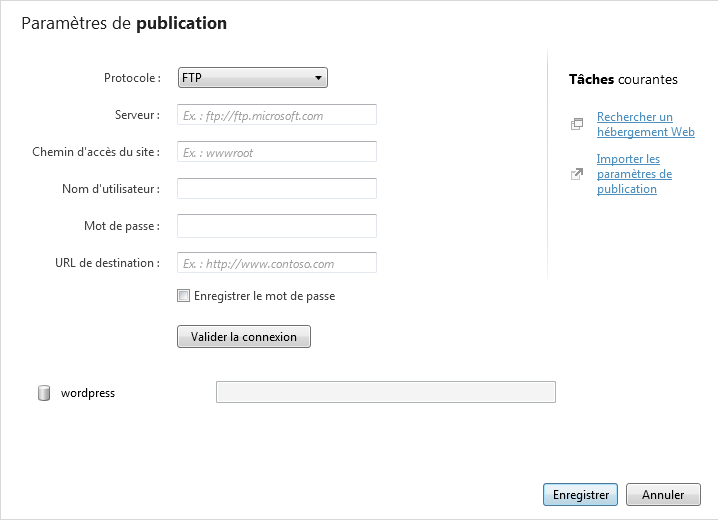 Paramètres de publication
Protocole :
FTP
Serveur :
Ex. : ftp://ftp.microsoft.com
Chemin d'accès du site :
Ex. : wwwroot
Nom d'utilisateur :
Mot de passe :
URL de destination :
Ex. : http://www.contoso.com
Enregistrer le mot de passe
Valider la connexion
Tâches courantes
Rechercher un
hébergement Web
Importer les
paramètres de
publication
wordpress
Enregistrer
Annuler